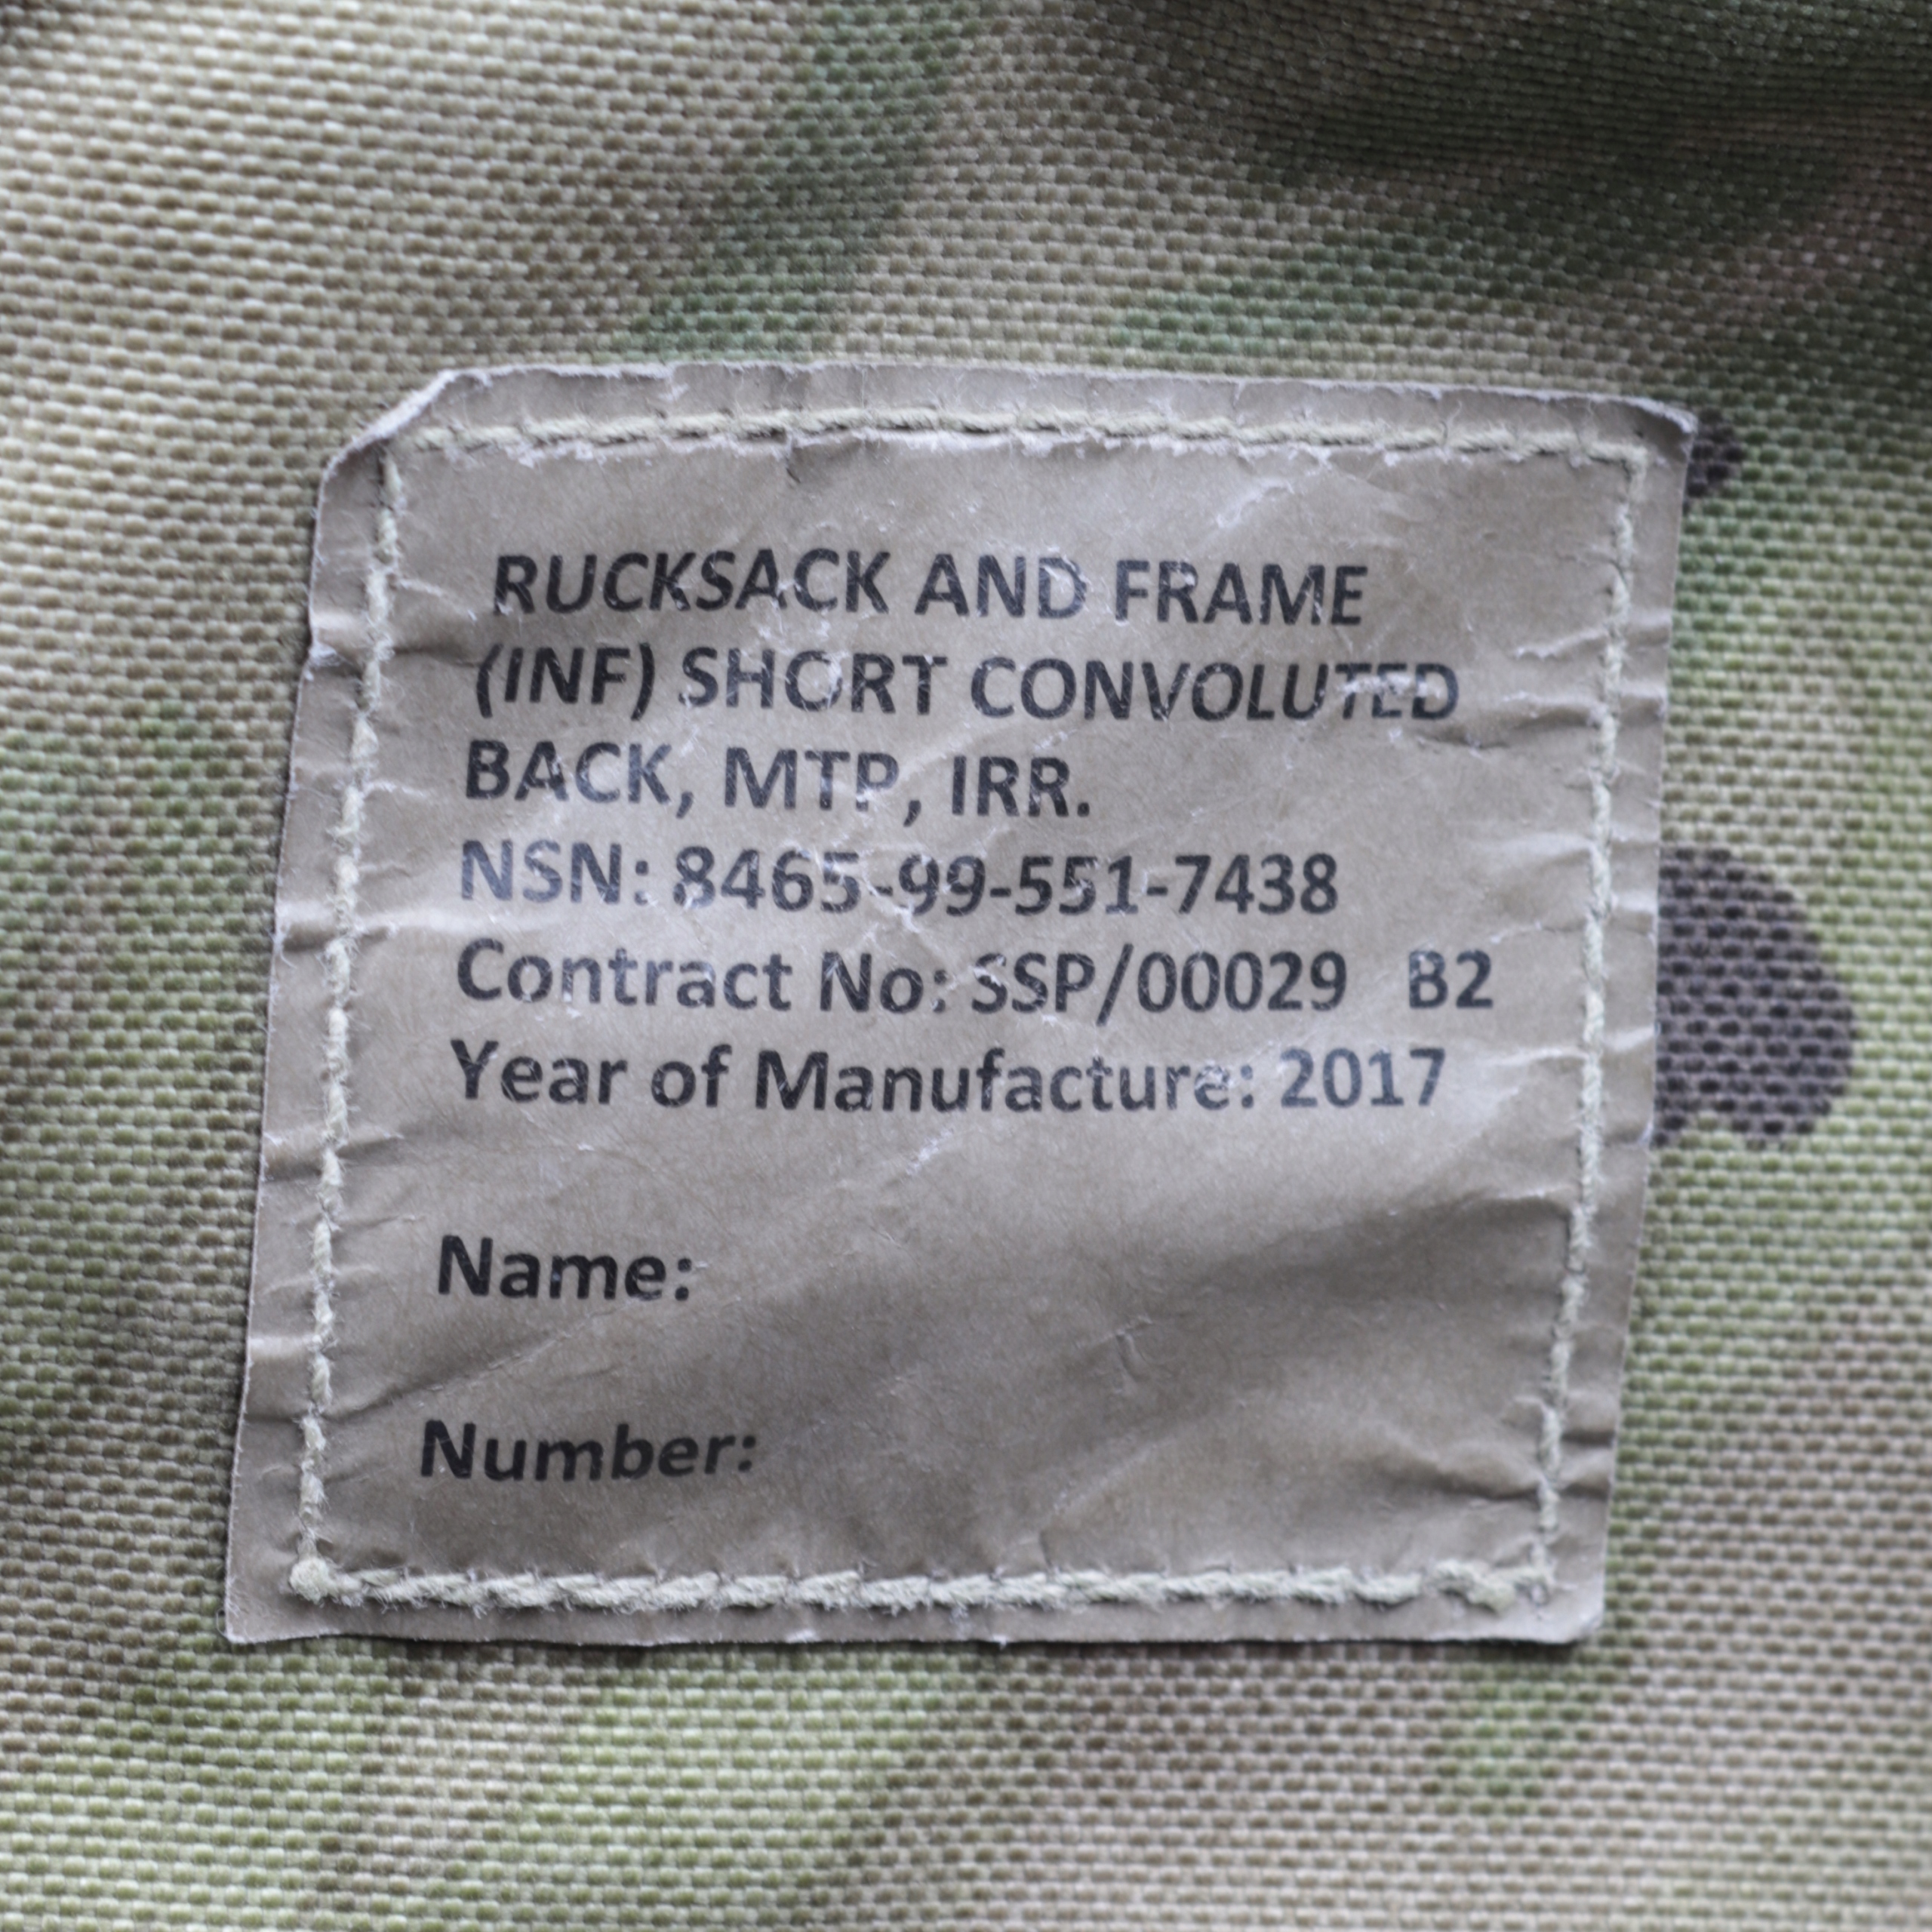 RUCKSACK AND FRAME
(INF) SHORT CONVOLUTED
BACK, MTP, IRR.
NSN: 8465-99-551-7438
Contract No: SSP/00029 B2
Year of Manufacture: 2017
Name:
Number: